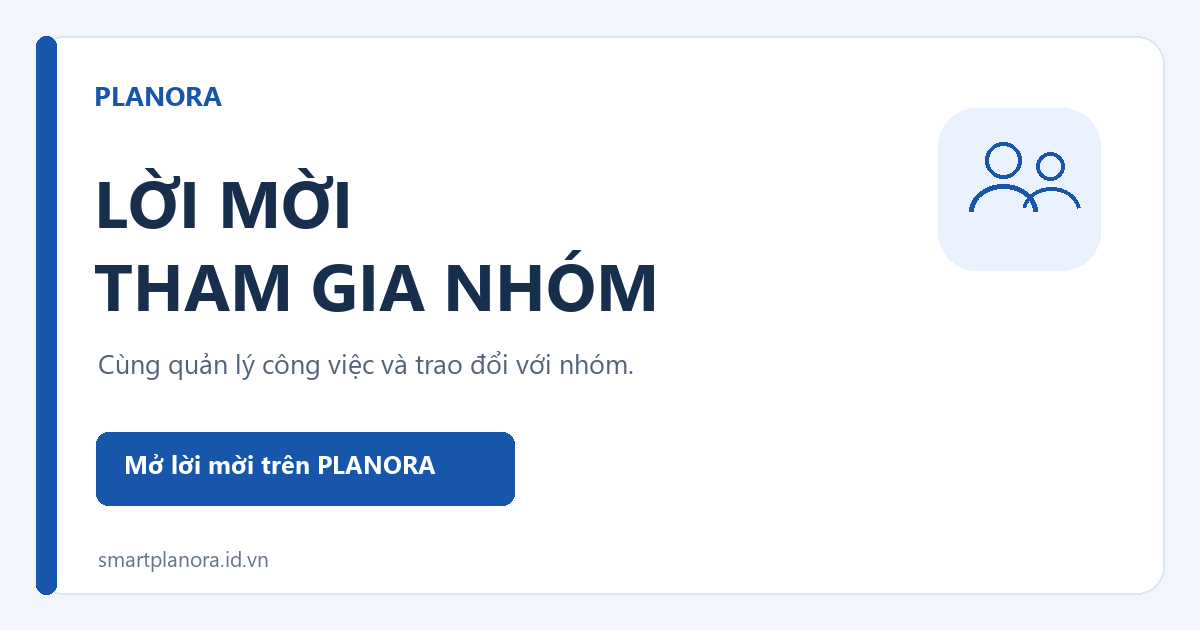 PLANORA
LỜI MỜI
THAM GIA NHÓM
Cùng quản lý công việc và trao đổi với nhóm.
Mở lời mời trên PLANORA
smartplanora.id.vn